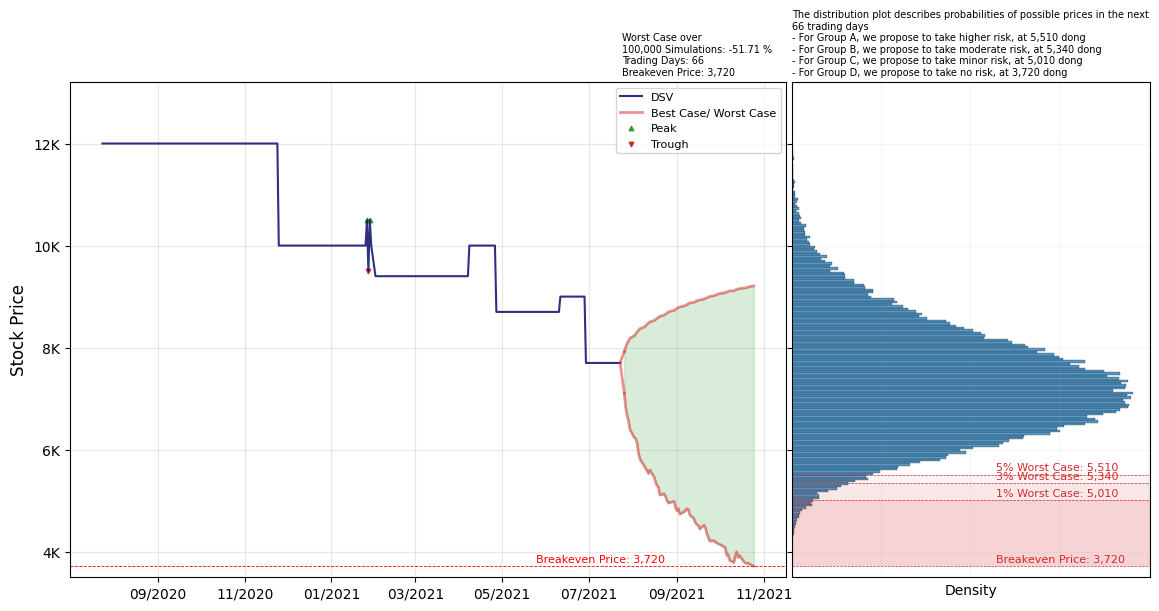 The distribution plot describes probabilities of possible prices in the next
66 trading days
- For Group A, we propose to take higher risk, at 5,510 dong
- For Group B, we propose to take moderate risk, at 5,340 dong
- For Group C, we propose to take minor risk, at 5,010 dong
- For Group D, we propose to take no risk, at 3,720 dong
Worst Case over
100,000 Simulations: -51.71 %
Trading Days: 66
Breakeven Price: 3,720
DSV
Best Case/ Worst Case
Peak
Trough
Stock Price
12K
10K
8K
6K
4K
Breakeven Price: 3,720
09/2020
11/2020
01/2021
03/2021
05/2021
07/2021
09/2021
11/2021
5% Worst Case: 5,510
3% Worst Case: 5,340
1% Worst Case: 5,010
Breakeven Price: 3,720
Density